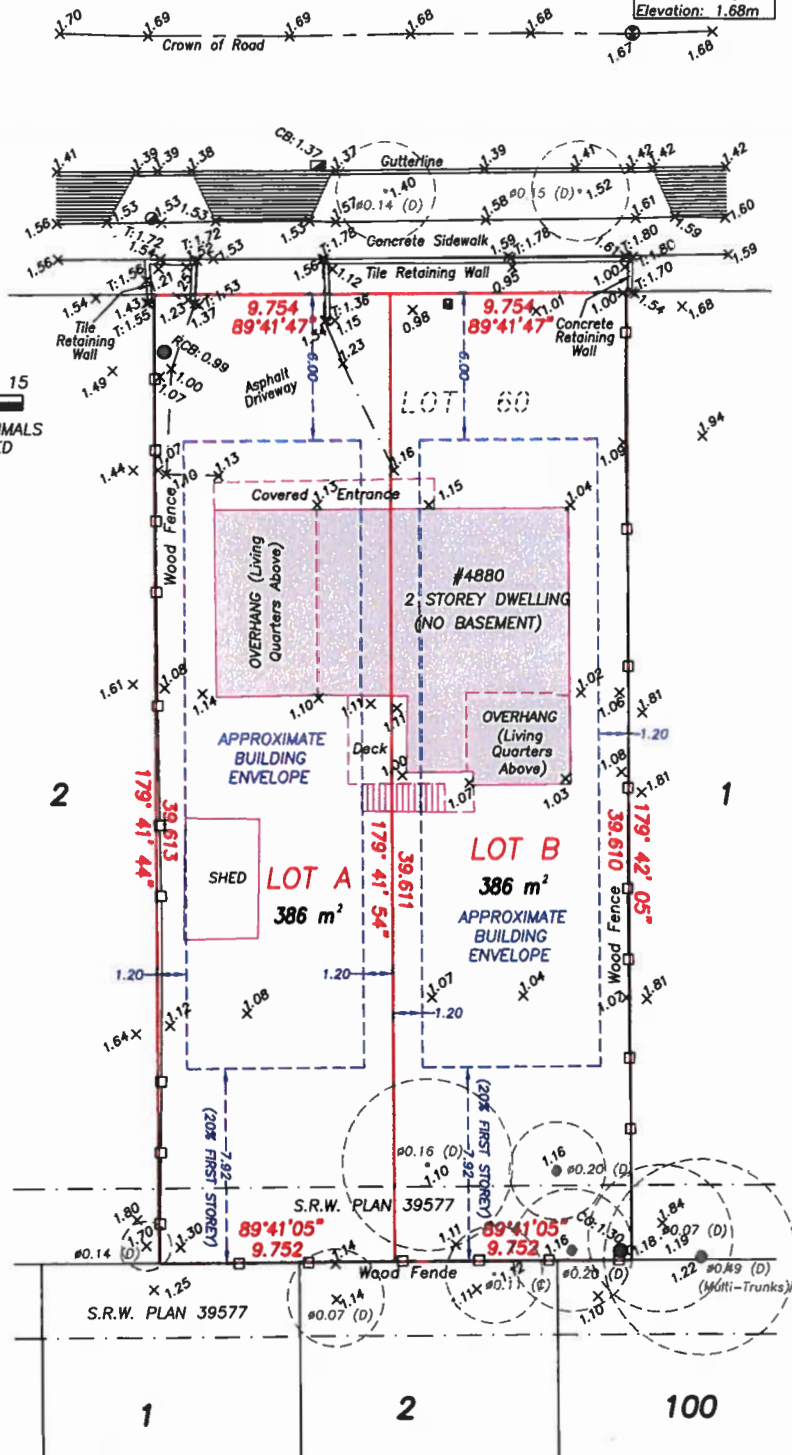 Elevation: 1.68m
1.70
1.69
1.69
1.68
1.68
1.67
1.68
Crown of Road
CB: 1.37
1.41
1.39
1.39
1.38
1.37
Gutterline
1.39
1.41
1.42
1.42
1.42
1.40
ø0.14 (D)
ø0.15 (D)
1.52
1.56
1.53
1.53
1.53
1.53
1.57
1.58
1.61
1.59
1.60
T: 1.72
T: 1.72
T: 1.78
Concrete Sidewalk
T: 1.78
T: 1.80
1.56
1.54
1.52
1.53
1.56
1.59
1.61
T: 1.80
1.59
T: 1.56
1.21
1.12
Tile Retaining Wall
0.95
1.00
T: 1.70
1.54
1.43
T: 1.55
1.23
T: 1.53
1.37
T: 1.36
1.15
1.54
9.754
89°41'47"
0.98
9.754
89°41'47"
1.01
1.00
1.54
1.68
Tile
Retaining
Wall
Concrete
Retaining
Wall
RCB: 0.99
1.23
6.00
6.00
1.49
1.00
1.07
Asphalt
Driveway
15
MALS
ED
LOT 60
1.94
1.44
1.07
1.10
1.13
1.16
1.09
Wood Fence
Covered Entrance
1.13
1.15
1.04
OVERHANG (Living
Quarters Above)
#4880
2 STOREY DWELLING
(NO BASEMENT)
1.61
1.08
1.14
1.10
1.11
1.11
1.02
1.06
1.81
APPROXIMATE
BUILDING
ENVELOPE
Deck
1.00
OVERHANG
(Living
Quarters
Above)
1.20
1.07
1.03
1.08
1.81
2
1
179° 41' 44"
39.613
179° 41' 54"
39.611
39.610
179° 42' 05"
SHED
LOT A
386 m²
LOT B
386 m²
APPROXIMATE
BUILDING
ENVELOPE
Wood Fence
1.20
1.20
1.20
1.07
1.04
1.02
1.81
1.64
1.12
1.08
(20% FIRST STOREY)
7.92
7.92
(20% FIRST STOREY)
ø0.16 (D)
1.10
1.16
ø0.20 (D)
S.R.W. PLAN 39577
1.80
1.70
1.30
ø0.14 (D)
89°41'05"
9.752
1.14
1.11
89°41'05"
9.752
1.16
CB: 1.30
1.18
1.84
ø0.07 (D)
1.19
Wood Fence
1.25
S.R.W. PLAN 39577
1.14
ø0.07 (D)
1.12
1.11
ø0.11 (C)
ø0.20 (D)
1.10
1.22
ø0.49 (D)
(Multi-Trunks)
1
2
100